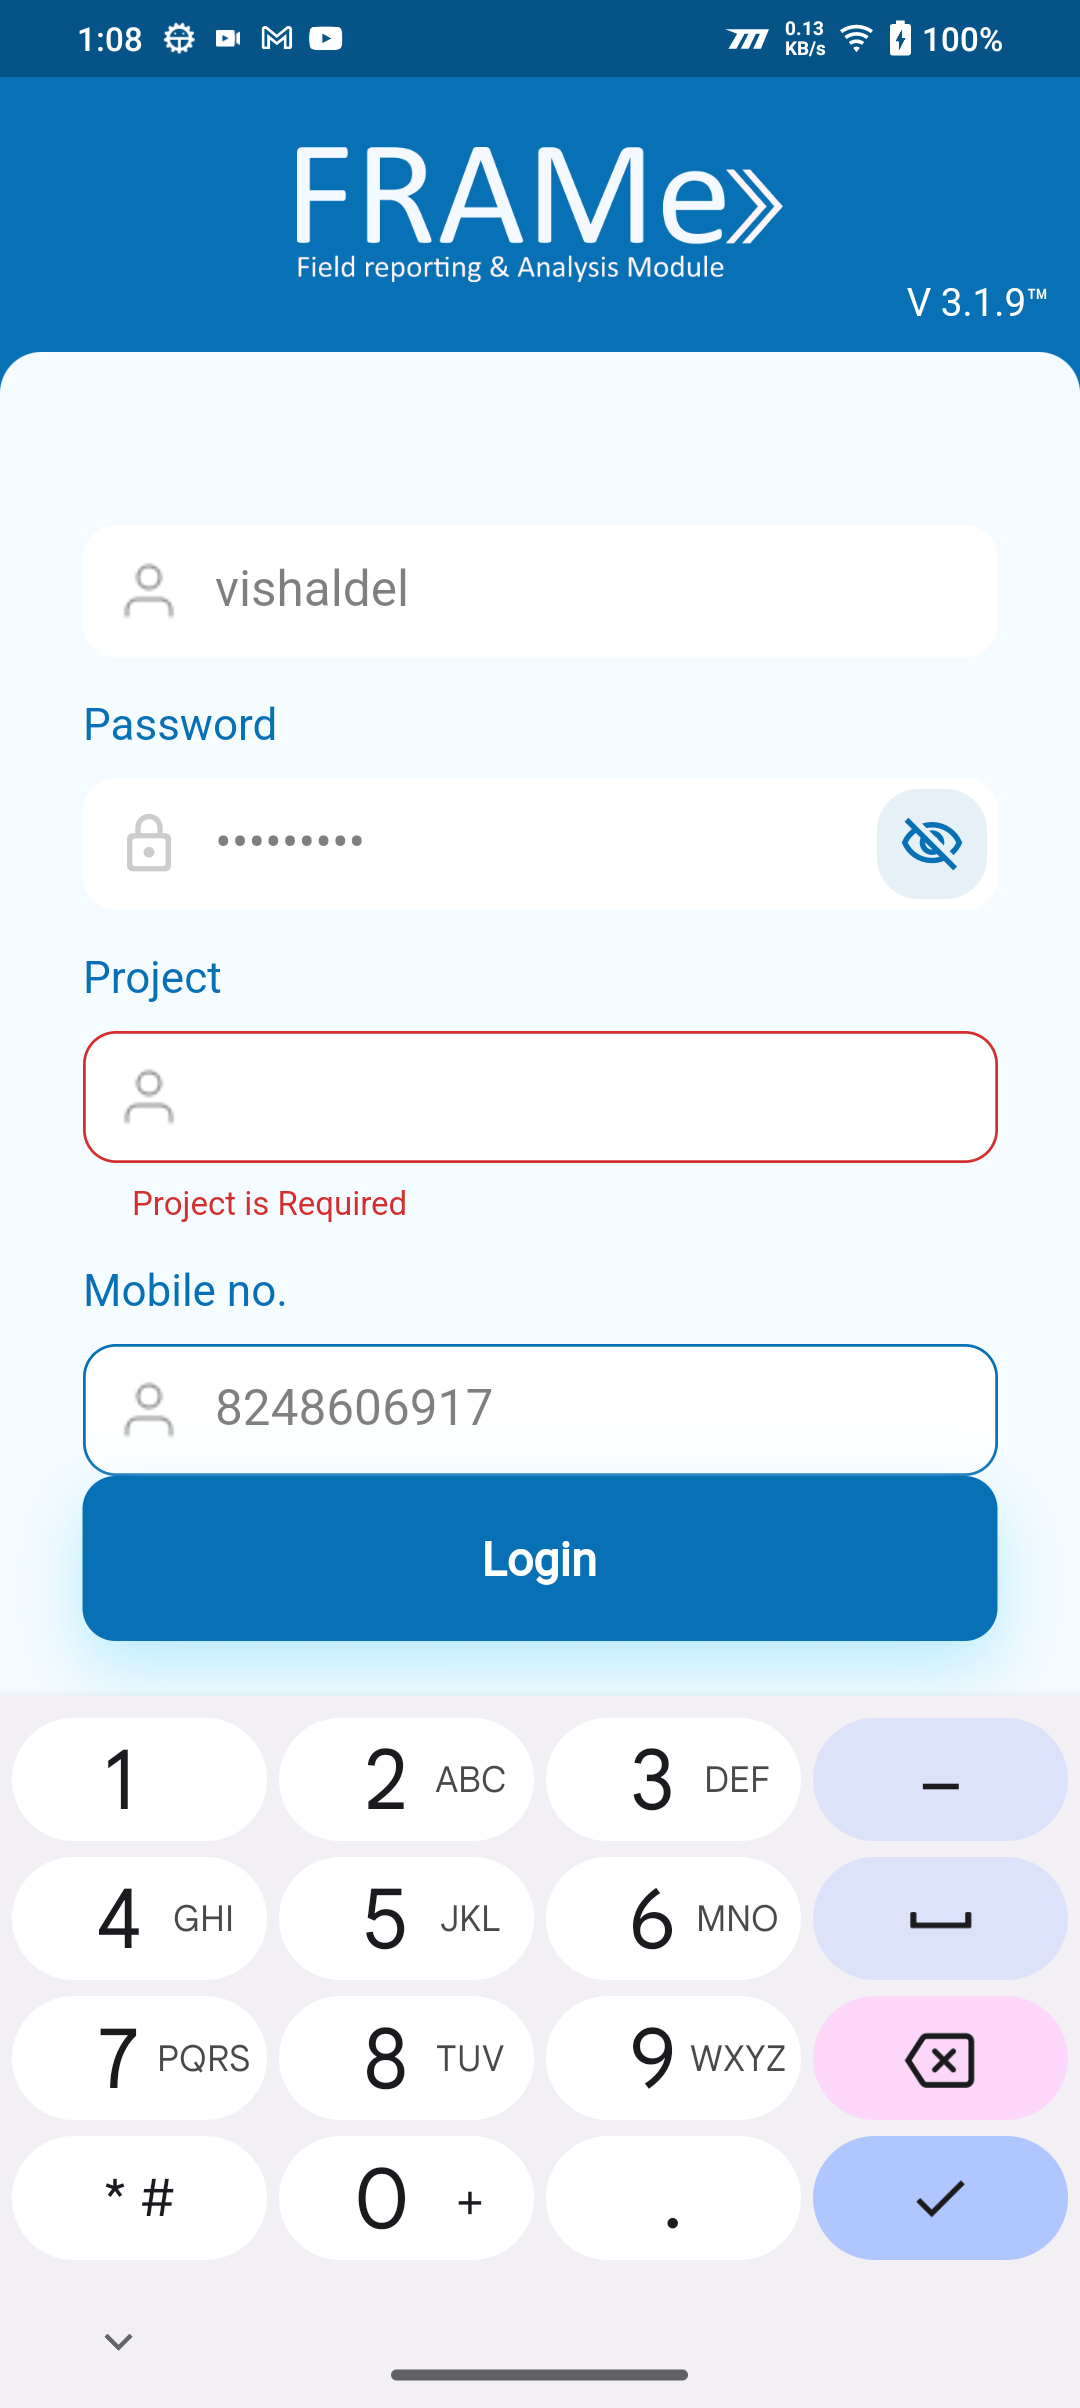 1:08
0.13
KB/s
100%
FRAMe
Field reporting & Analysis Module
V 3.1.9™
vishaldel
Password
•••••••••
Project
Project is Required
Mobile no.
8248606917
Login
1
2 ABC
3 DEF
–
4 GHI
5 JKL
6 MNO
7 PQRS
8 TUV
9 WXYZ
* #
0 +
.